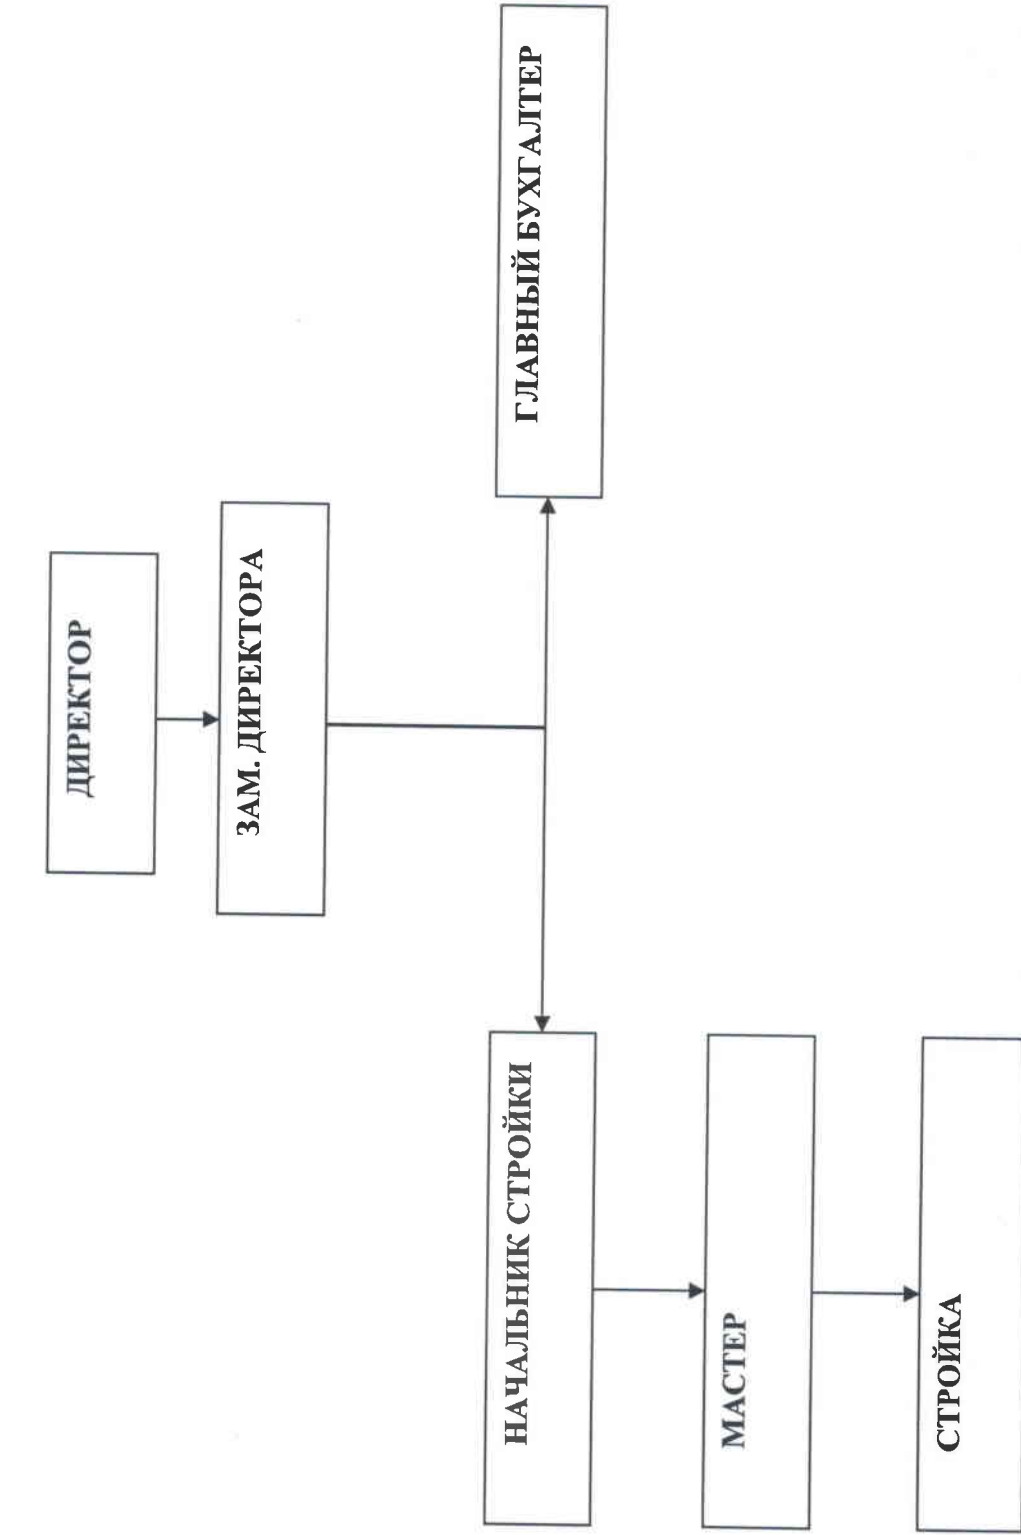 ДИРЕКТОР
ЗАМ. ДИРЕКТОРА
НАЧАЛЬНИК СТРОЙКИ
ГЛАВНЫЙ БУХГАЛТЕР
МАСТЕР
СТРОЙКА